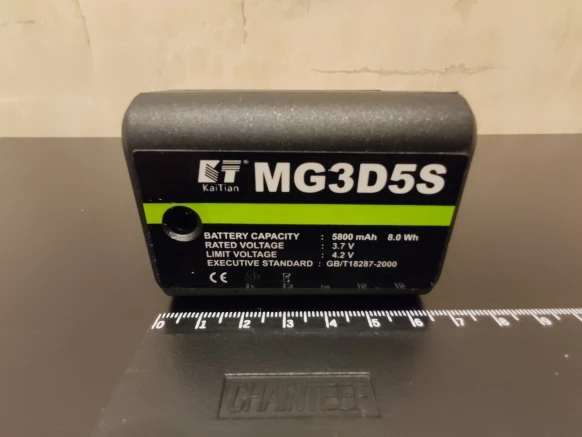 KT®
KaiTian
MG3D5S
BATTERY CAPACITY : 5800 mAh 8.0 Wh
RATED VOLTAGE : 3.7 V
LIMIT VOLTAGE : 4.2 V
EXECUTIVE STANDARD : GB/T18287-2000
CE
0 1 2 3 4 5 6 7 8 9